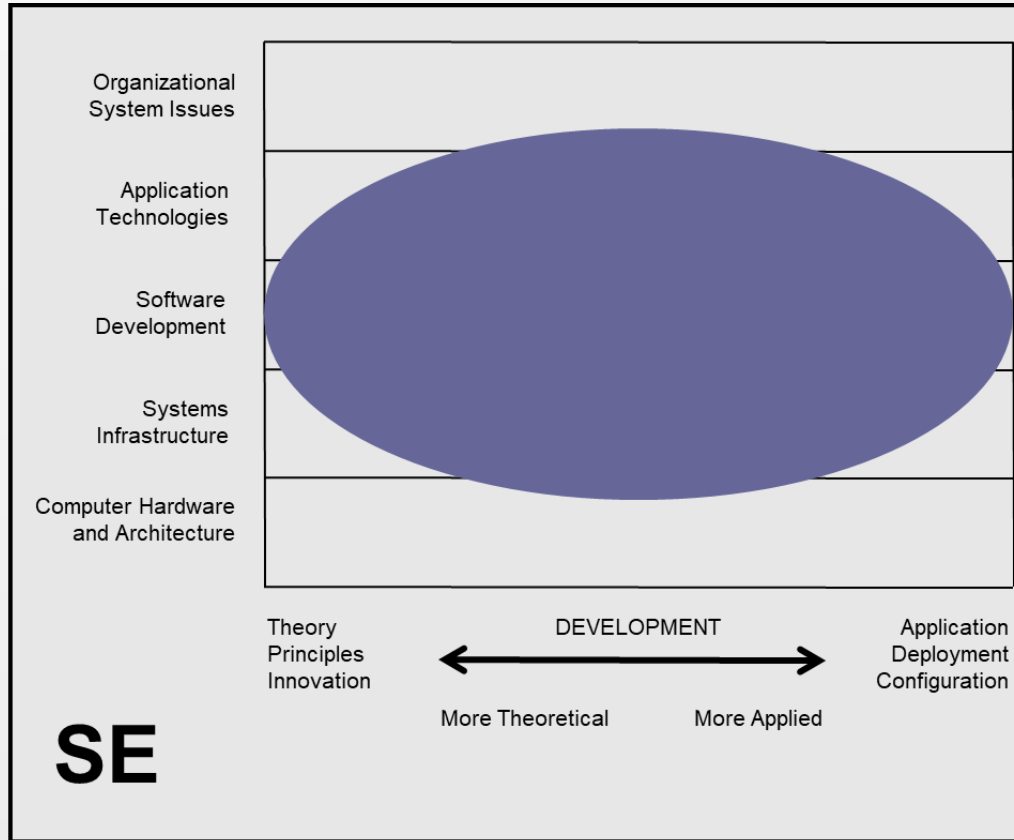 Organizational
System Issues
Application
Technologies
Software
Development
Systems
Infrastructure
Computer Hardware
and Architecture
Theory
Principles
Innovation
DEVELOPMENT
Application
Deployment
Configuration
More Theoretical
More Applied
SE